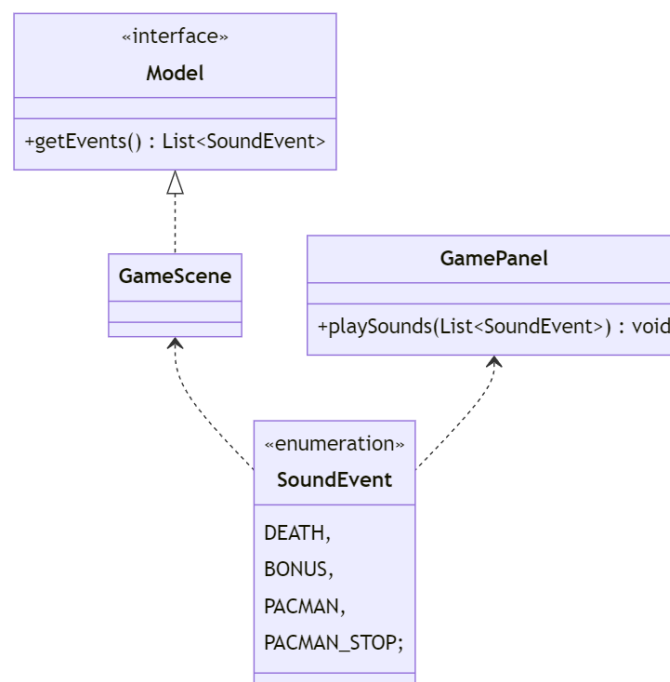 «interface»
Model
+getEvents() : List<SoundEvent>
GameScene
GamePanel
+playSounds(List<SoundEvent>) : void
«enumeration»
SoundEvent
DEATH,
BONUS,
PACMAN,
PACMAN_STOP;